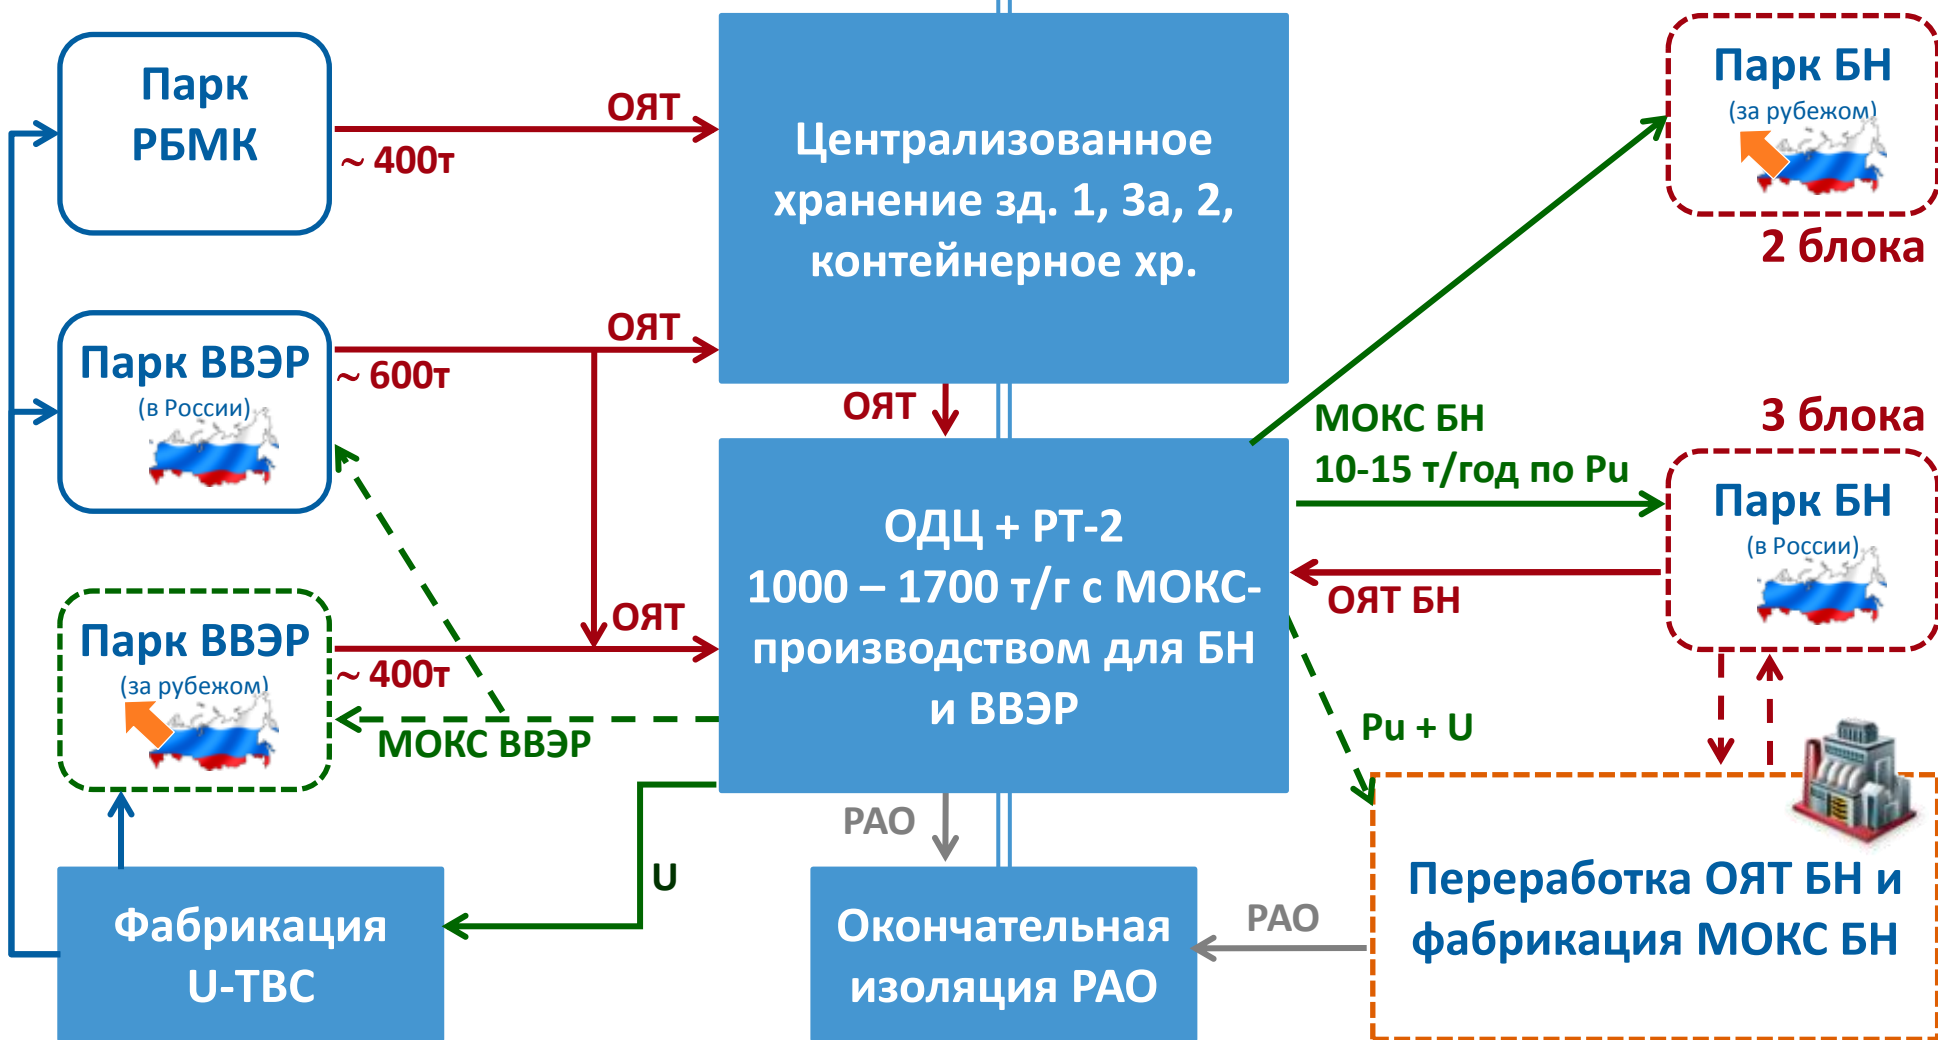 Парк
РБМК
ОЯТ
~ 400т
Централизованное
хранение зд. 1, 3а, 2,
контейнерное хр.
Парк БН
(за рубежом)
2 блока
Парк ВВЭР
(в России)
ОЯТ
~ 600т
ОЯТ
МОКС БН
10-15 т/год по Pu
3 блока
Парк БН
(в России)
ОЯТ БН
ОДЦ + РТ-2
1000 – 1700 т/г с МОКС-
производством для БН
и ВВЭР
Парк ВВЭР
(за рубежом)
ОЯТ
~ 400т
МОКС ВВЭР
Pu + U
РАО
U
Фабрикация
U-ТВС
Окончательная
изоляция РАО
РАО
Переработка ОЯТ БН и
фабрикация МОКС БН